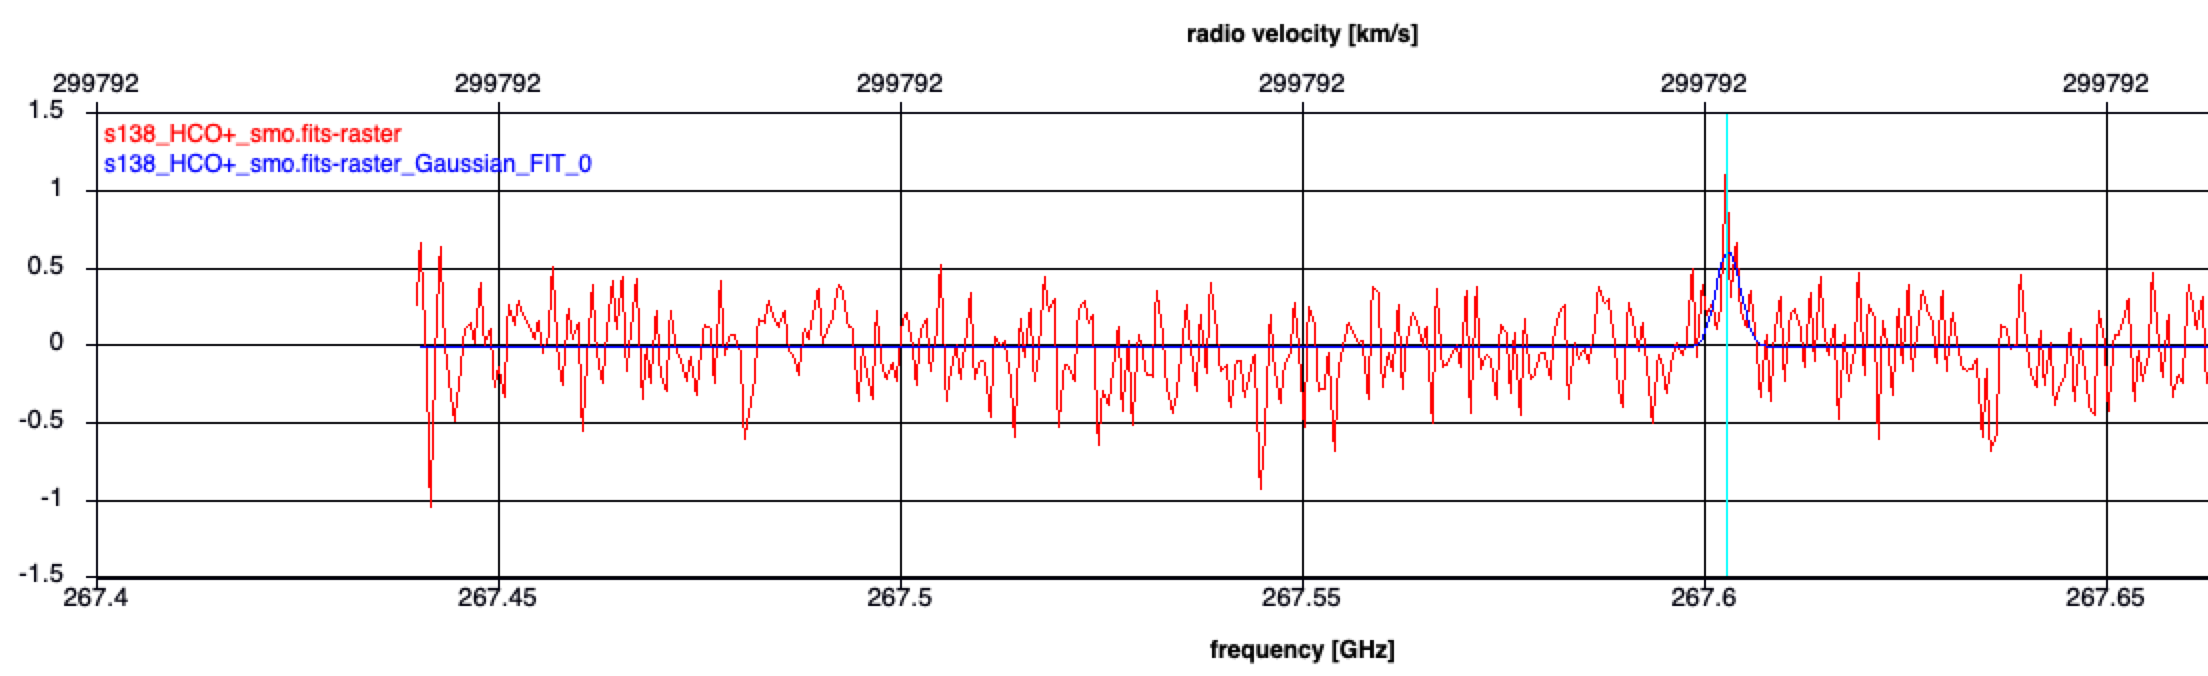 radio velocity [km/s]
299792 299792 299792 299792 299792 299792
1.5
s138_HCO+_smo.fits-raster
s138_HCO+_smo.fits-raster_Gaussian_FIT_0
1
0.5
0
-0.5
-1
-1.5
267.4 267.45 267.5 267.55 267.6 267.65
frequency [GHz]